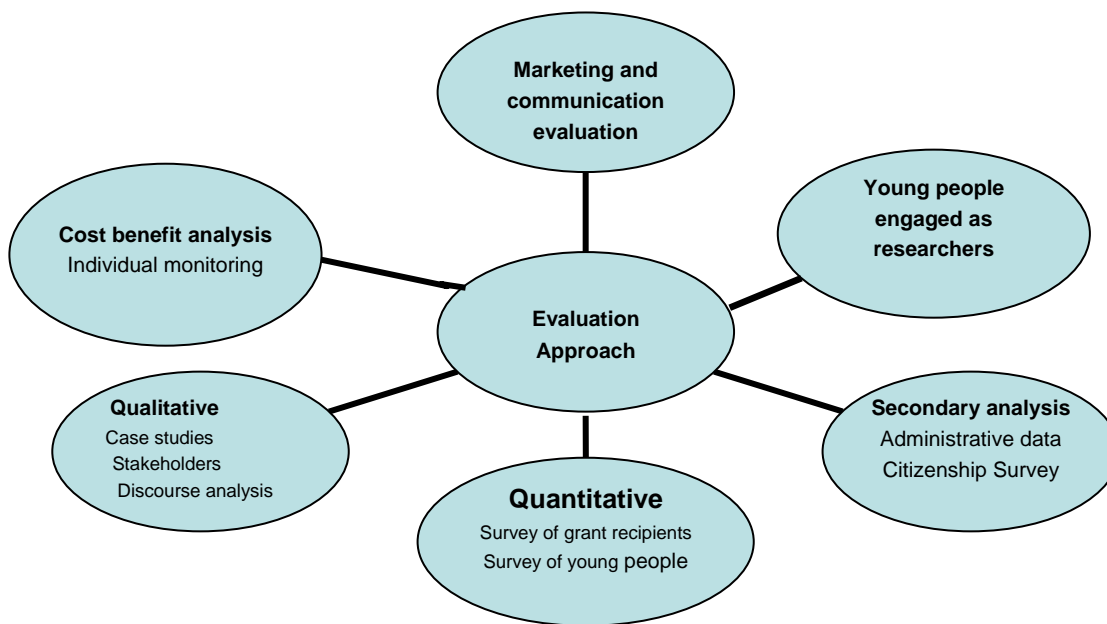 Marketing and
communication
evaluation
Young people
engaged as
researchers
Cost benefit analysis
Individual monitoring
Evaluation
Approach
Qualitative
Case studies
Stakeholders
Discourse analysis
Secondary analysis
Administrative data
Citizenship Survey
Quantitative
Survey of grant recipients
Survey of young people